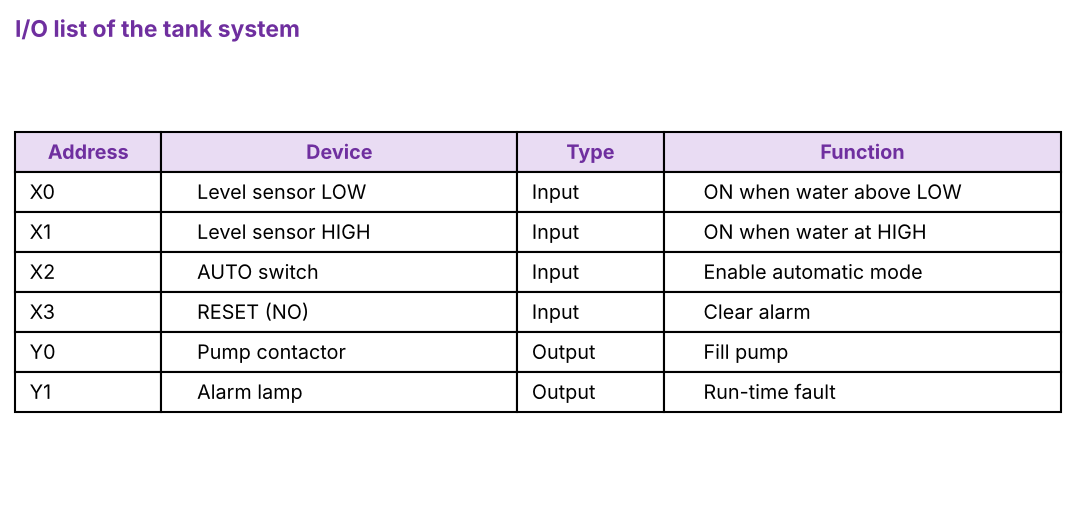 I/O list of the tank system
Address Device Type Function
X0 Level sensor LOW Input ON when water above LOW
X1 Level sensor HIGH Input ON when water at HIGH
X2 AUTO switch Input Enable automatic mode
X3 RESET (NO) Input Clear alarm
Y0 Pump contactor Output Fill pump
Y1 Alarm lamp Output Run-time fault